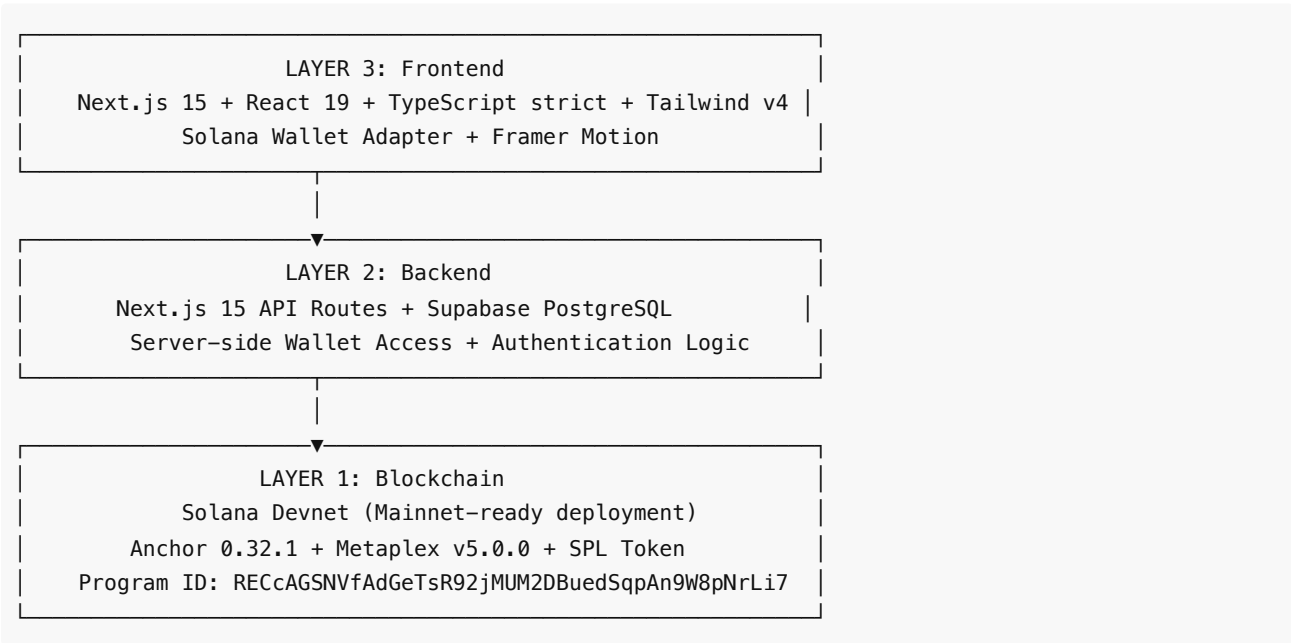 LAYER 3: Frontend
Next.js 15 + React 19 + TypeScript strict + Tailwind v4
Solana Wallet Adapter + Framer Motion
LAYER 2: Backend
Next.js 15 API Routes + Supabase PostgreSQL
Server-side Wallet Access + Authentication Logic
LAYER 1: Blockchain
Solana Devnet (Mainnet-ready deployment)
Anchor 0.32.1 + Metaplex v5.0.0 + SPL Token
Program ID: RECcAGSNVfAdGeTsR92jMUM2DBuedSqpAn9W8pNrLi7